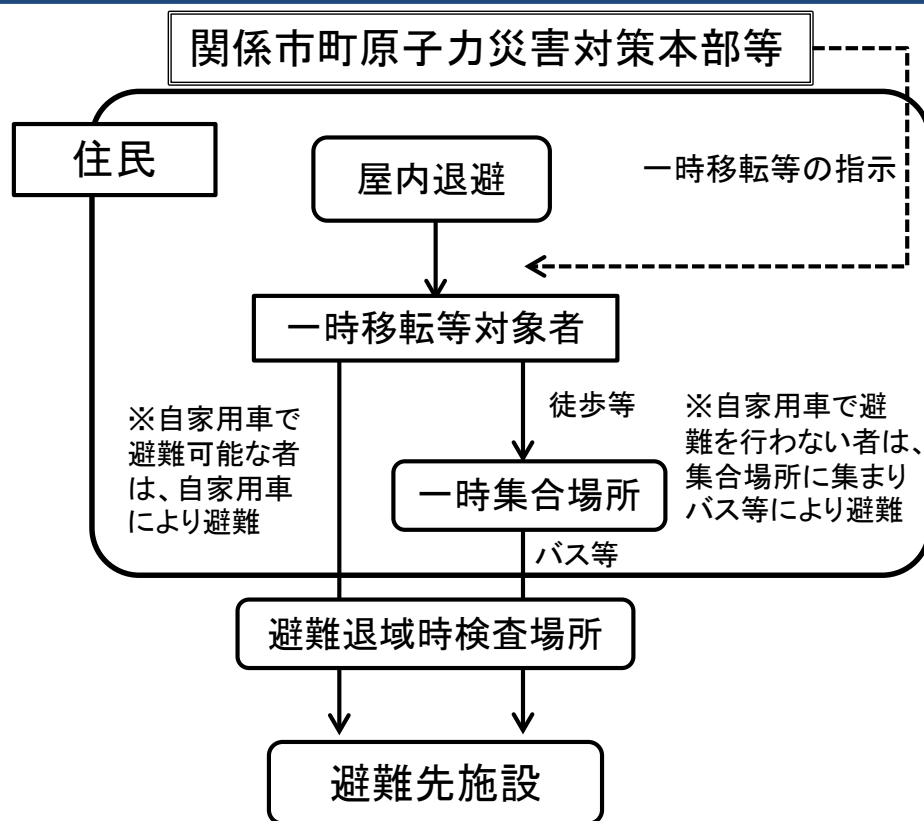 関係市町原子力災害対策本部等
住民
屋内退避
一時移転等の指示
一時移転等対象者
※自家用車で
避難可能な者
は、自家用車
により避難
徒歩等
※自家用車で避
難を行わない者は、
集合場所に集まり
バス等により避難
一時集合場所
バス等
避難退域時検査場所
避難先施設